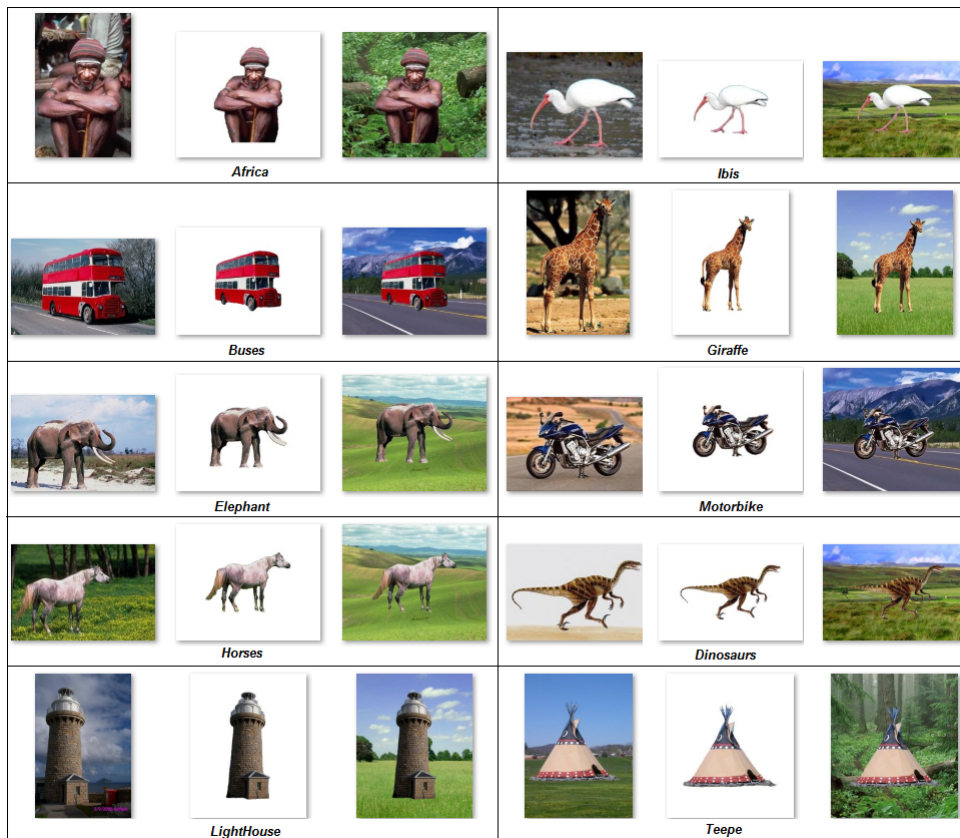 Africa
Ibis
Buses
Giraffe
Elephant
Motorbike
Horses
Dinosaurs
LightHouse
Teepe